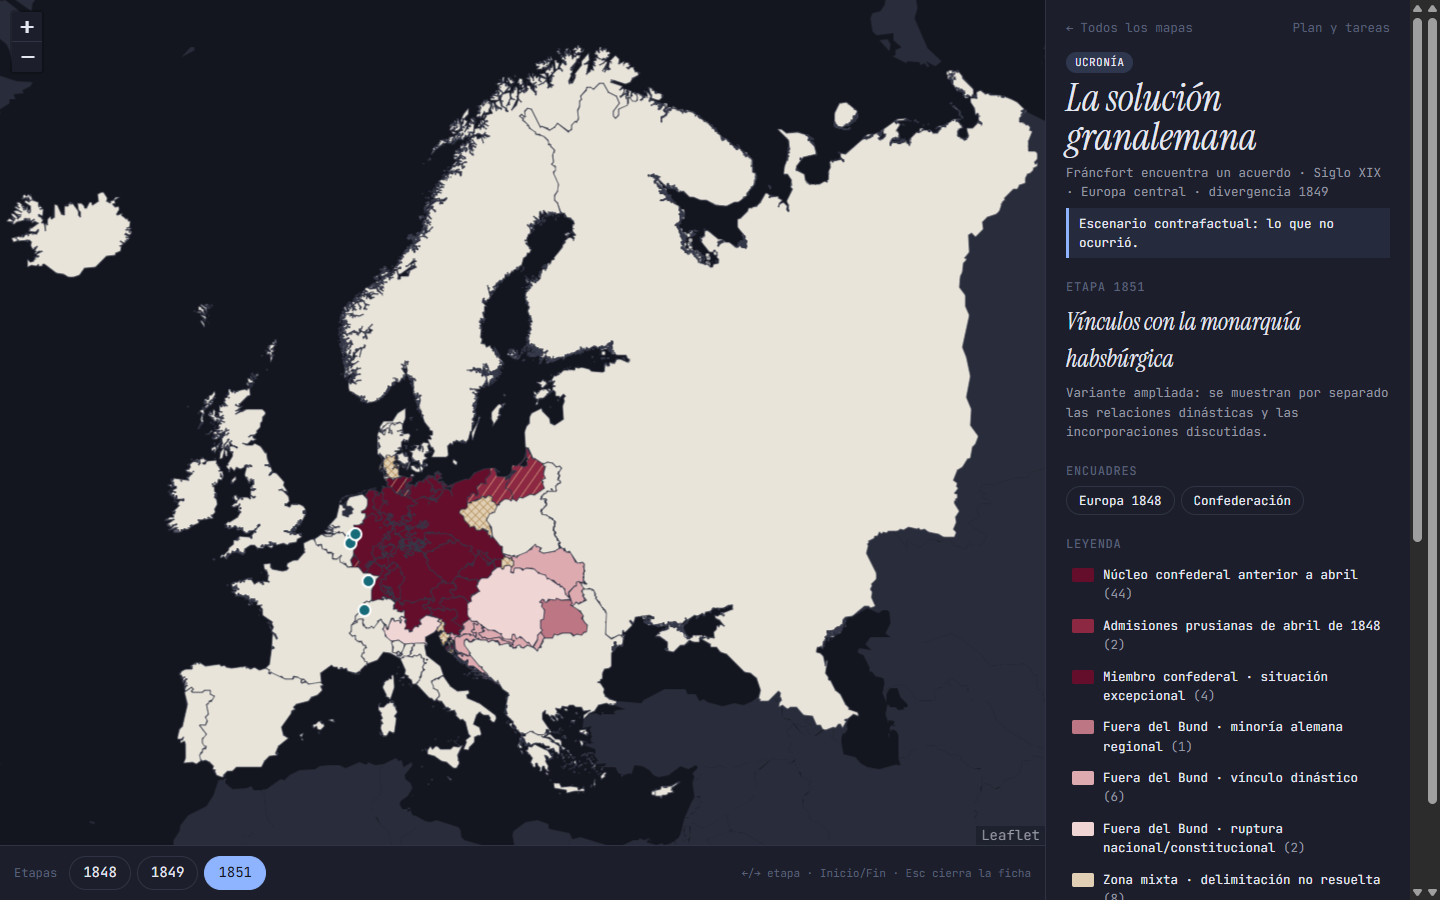 +
−
← Todos los mapas
Plan y tareas
UCRONÍA
La solución
granalemana
Fráncfort encuentra un acuerdo · Siglo XIX
· Europa central · divergencia 1849
Escenario contrafactual: lo que no
ocurrió.
ETAPA 1851
Vínculos con la monarquía
habsbúrgica
Variante ampliada: se muestran por separado
las relaciones dinásticas y las
incorporaciones discutidas.
ENCUADRES
Europa 1848
Confederación
LEYENDA
Núcleo confederal anterior a abril
(44)
Admisiones prusianas de abril de 1848
(2)
Miembro confederal · situación
excepcional (4)
Fuera del Bund · minoría alemana
regional (1)
Fuera del Bund · vínculo dinástico
(6)
Fuera del Bund · ruptura
nacional/constitucional (2)
Zona mixta · delimitación no resuelta
(8)
Leaflet
Etapas
1848
1849
1851
←/→ etapa · Inicio/Fin · Esc cierra la ficha